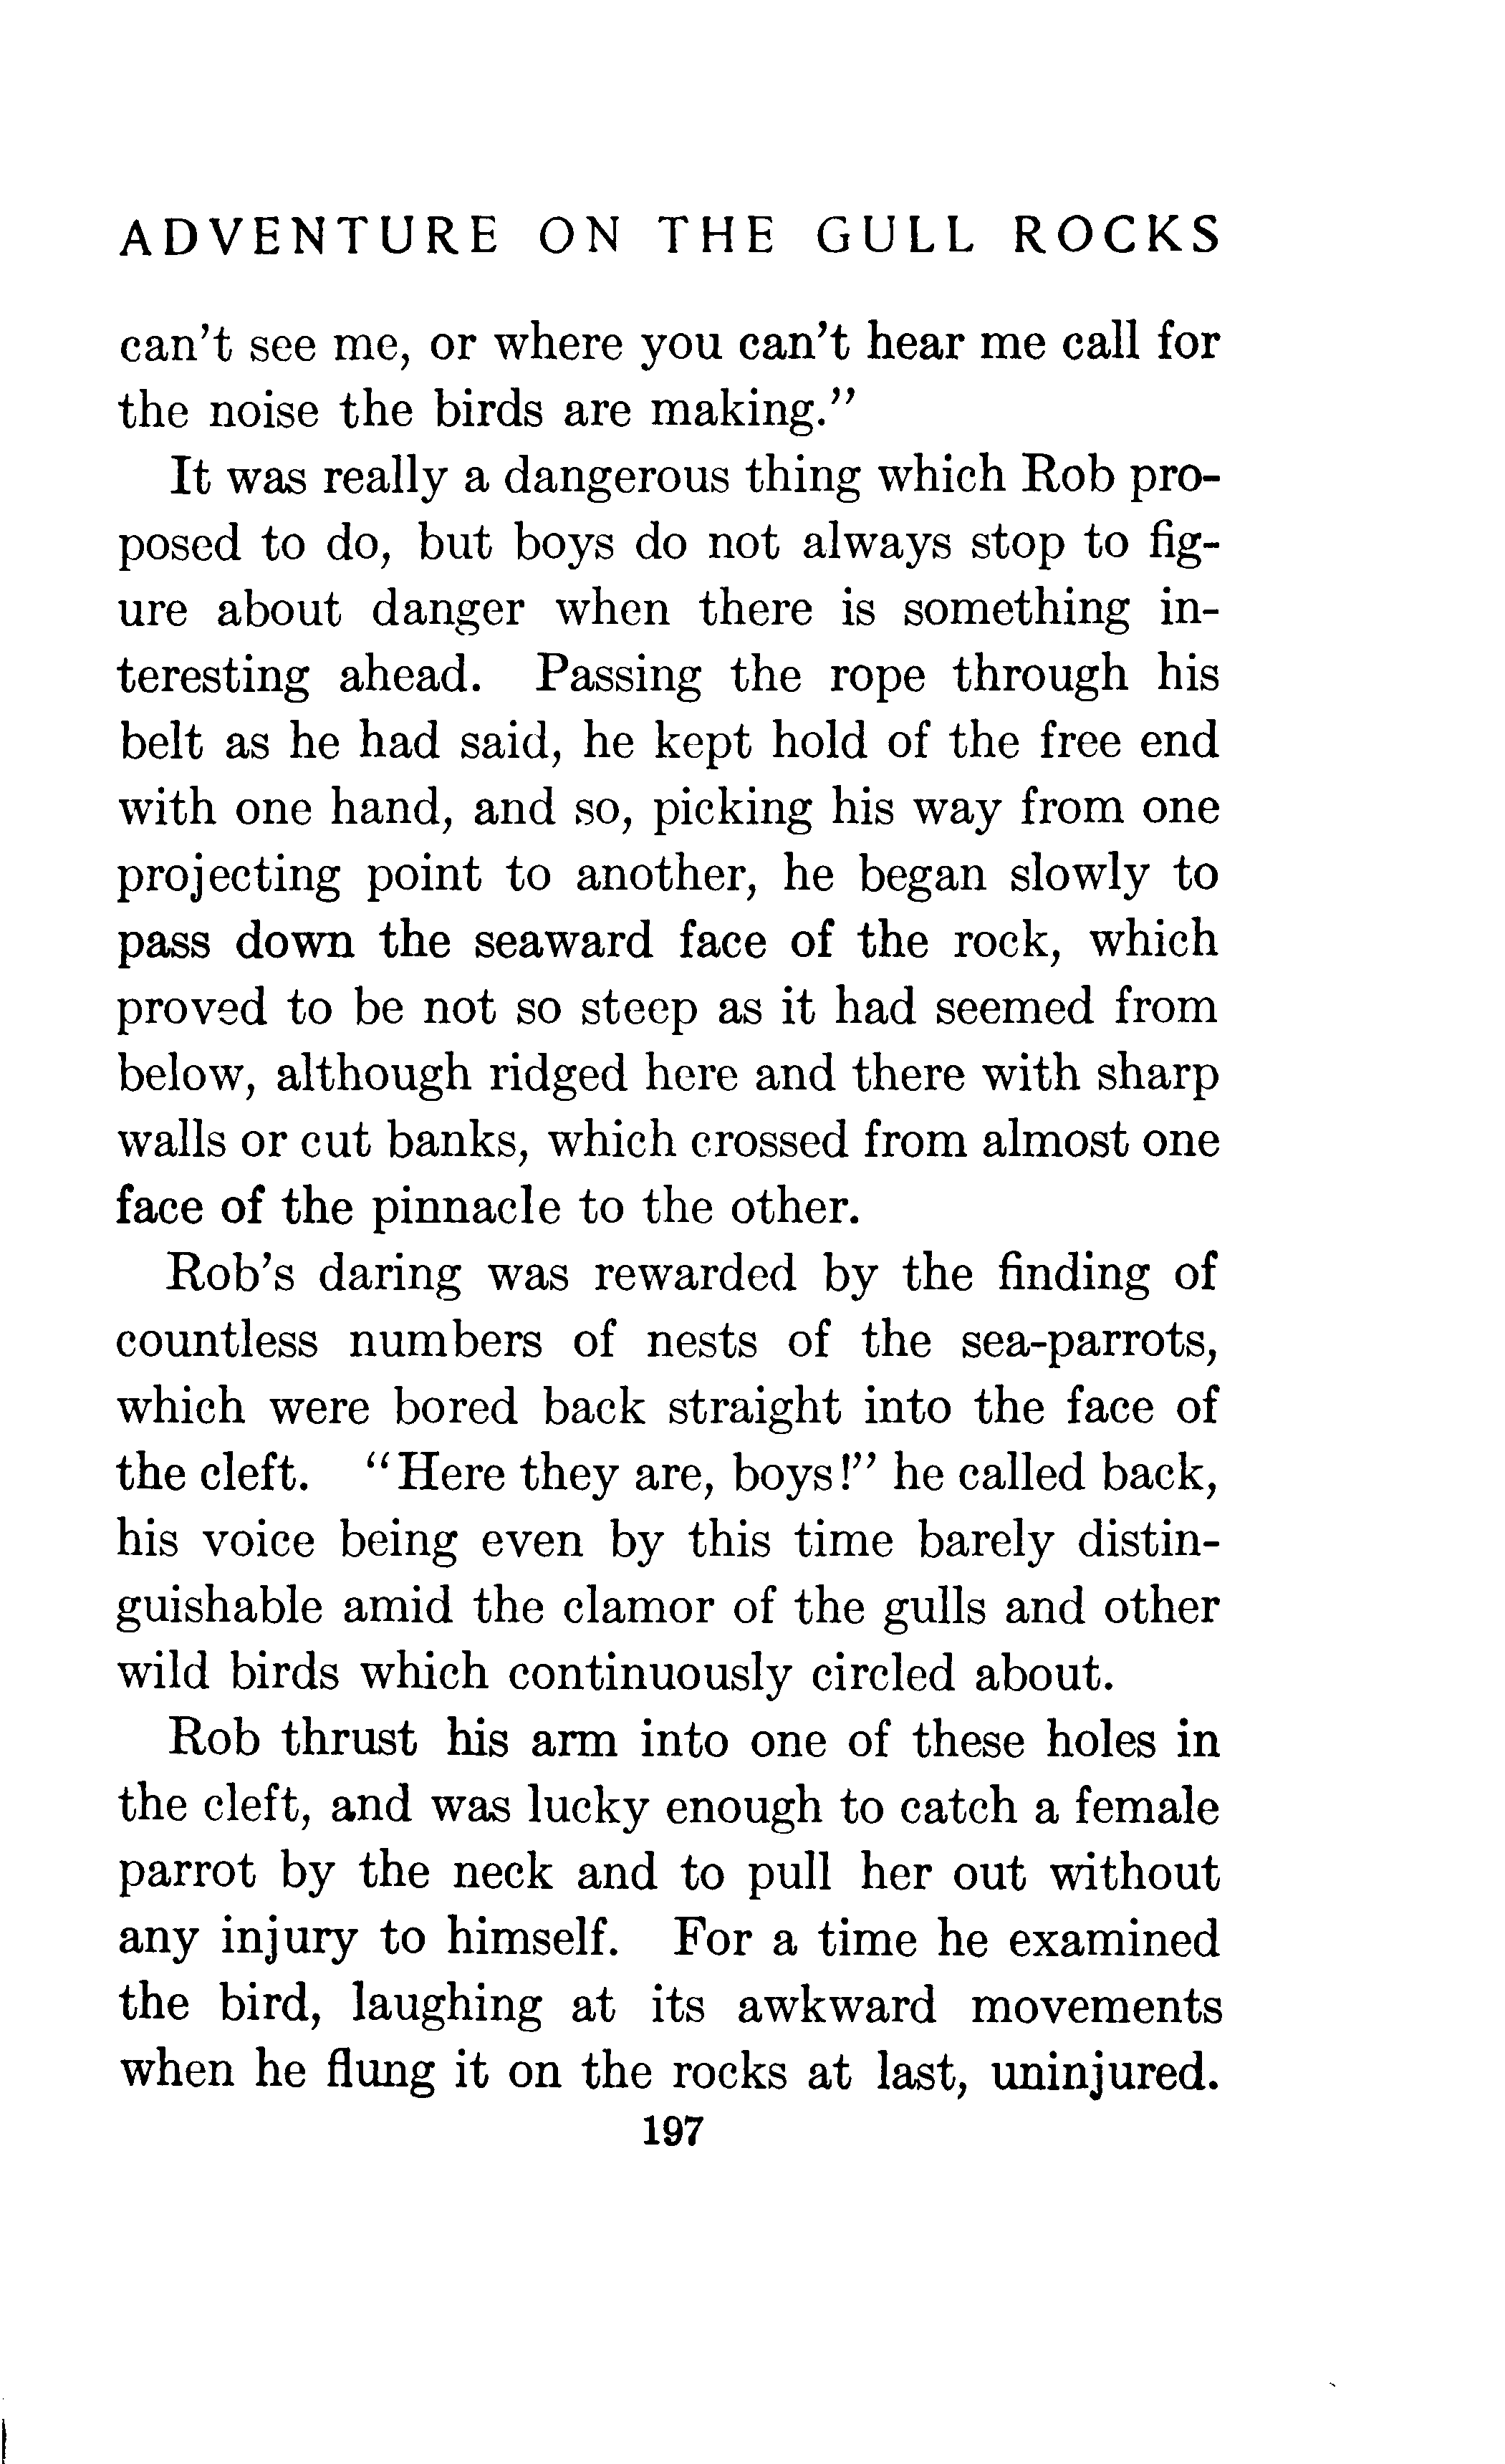 ADVENTURE ON THE GULL ROCKS
can't see me, or where you can't hear me call for
the noise the birds are making."
It was really a dangerous thing which Rob pro-
posed to do, but boys do not always stop to fig-
ure about danger when there is something in-
teresting ahead. Passing the rope through his
belt as he had said, he kept hold of the free end
with one hand, and so, picking his way from one
projecting point to another, he began slowly to
pass down the seaward face of the rock, which
proved to be not so steep as it had seemed from
below, although ridged here and there with sharp
walls or cut banks, which crossed from almost one
face of the pinnacle to the other.
Rob's daring was rewarded by the finding of
countless numbers of nests of the sea-parrots,
which were bored back straight into the face of
the cleft. "Here they are, boys!" he called back,
his voice being even by this time barely distin-
guishable amid the clamor of the gulls and other
wild birds which continuously circled about.
Rob thrust his arm into one of these holes in
the cleft, and was lucky enough to catch a female
parrot by the neck and to pull her out without
any injury to himself. For a time he examined
the bird, laughing at its awkward movements
when he flung it on the rocks at last, uninjured.
197